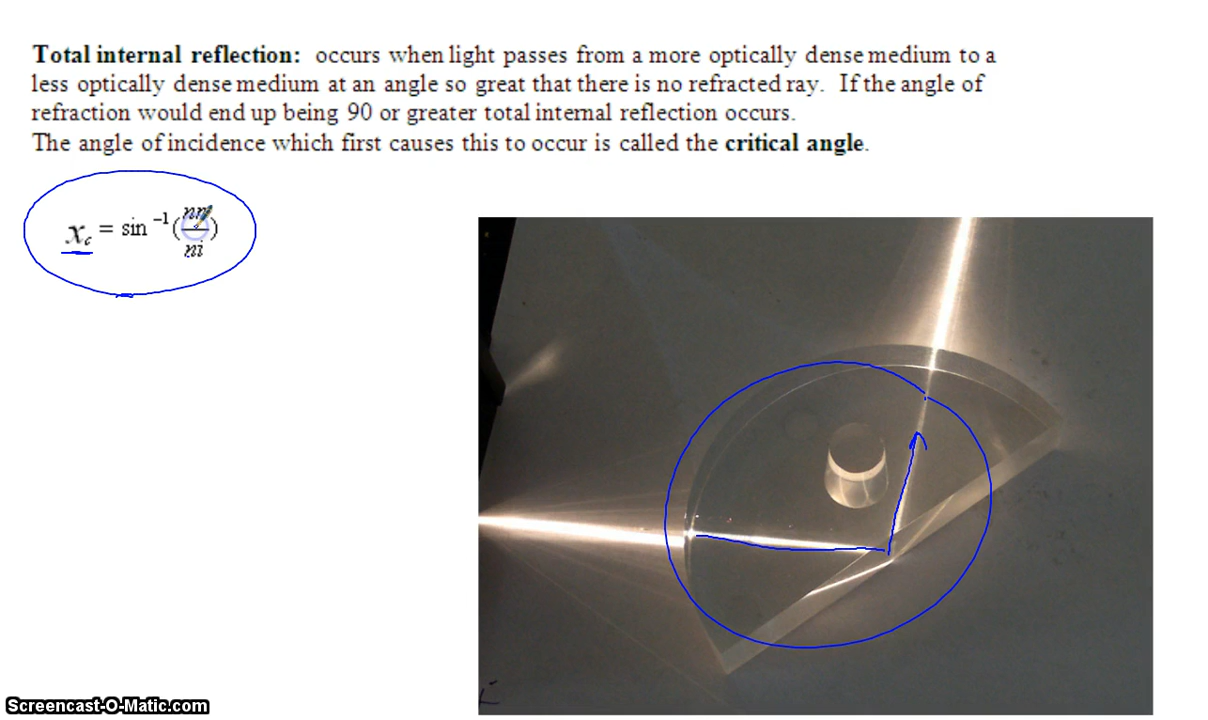 Total internal reflection: occurs when light passes from a more optically dense medium to a
less optically dense medium at an angle so great that there is no refracted ray. If the angle of
refraction would end up being 90 or greater total internal reflection occurs.
The angle of incidence which first causes this to occur is called the critical angle.
x_c = sin⁻¹(nr/ni)
Screencast-O-Matic.com